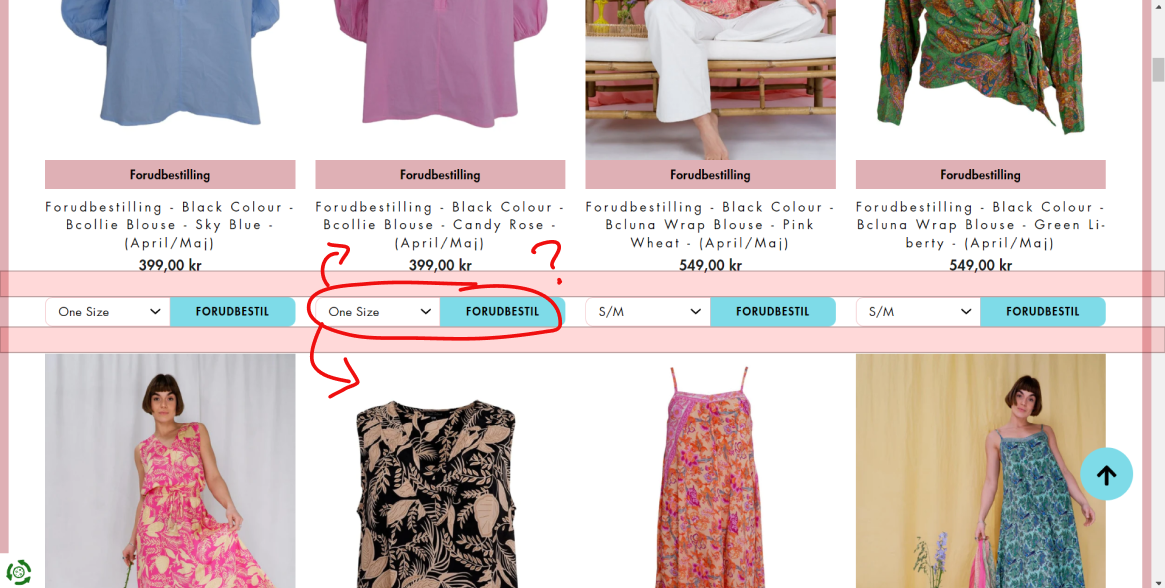 Forudbestilling
Forudbestilling
Forudbestilling
Forudbestilling
Forudbestilling - Black Colour -
Bcollie Blouse - Sky Blue -
(April/Maj)
399,00 kr
Forudbestilling - Black Colour -
Bcollie Blouse - Candy Rose -
(April/Maj)
399,00 kr
Forudbestilling - Black Colour -
Bcluna Wrap Blouse - Pink
Wheat - (April/Maj)
549,00 kr
Forudbestilling - Black Colour -
Bcluna Wrap Blouse - Green Li-
berty - (April/Maj)
549,00 kr
?
One Size FORUDBESTIL
One Size FORUDBESTIL
S/M FORUDBESTIL
S/M FORUDBESTIL